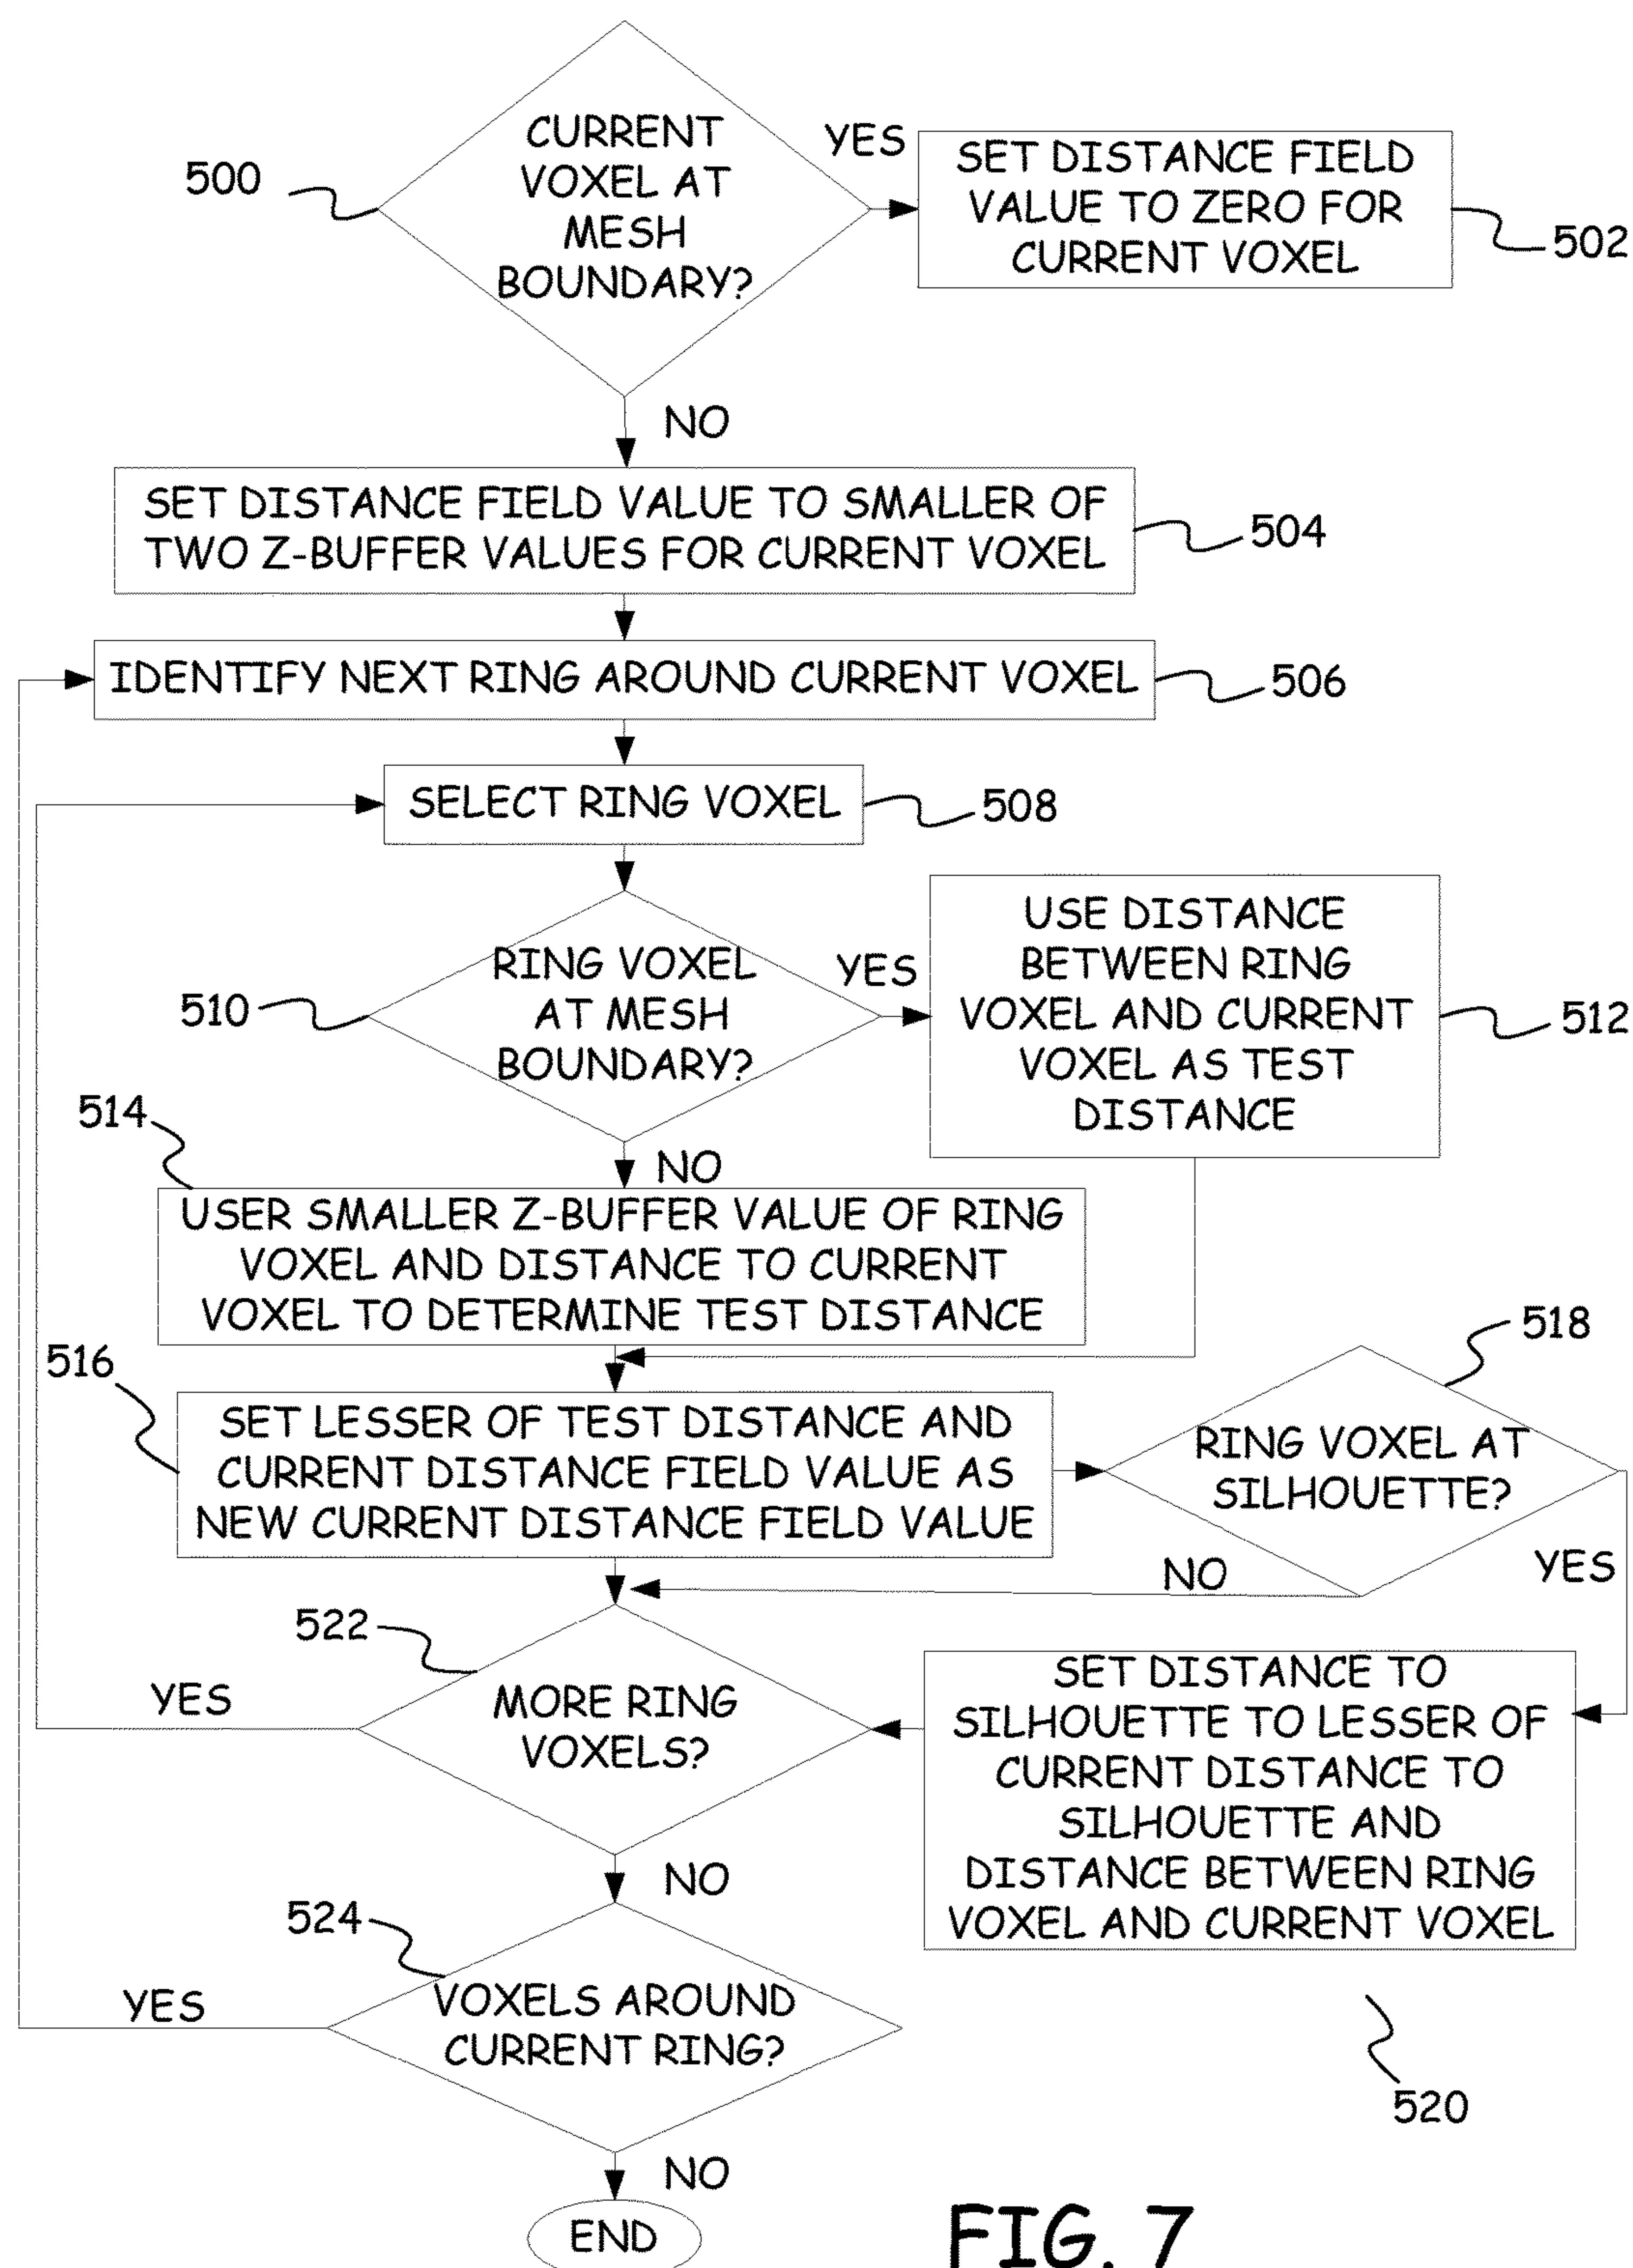 CURRENT
VOXEL AT
MESH
BOUNDARY?
500
YES
SET DISTANCE FIELD
VALUE TO ZERO FOR
CURRENT VOXEL
502
NO
SET DISTANCE FIELD VALUE TO SMALLER OF
TWO Z-BUFFER VALUES FOR CURRENT VOXEL
504
IDENTIFY NEXT RING AROUND CURRENT VOXEL
506
SELECT RING VOXEL
508
RING VOXEL
AT MESH
BOUNDARY?
510
YES
USE DISTANCE
BETWEEN RING
VOXEL AND CURRENT
VOXEL AS TEST
DISTANCE
512
514
NO
USER SMALLER Z-BUFFER VALUE OF RING
VOXEL AND DISTANCE TO CURRENT
VOXEL TO DETERMINE TEST DISTANCE
516
SET LESSER OF TEST DISTANCE AND
CURRENT DISTANCE FIELD VALUE AS
NEW CURRENT DISTANCE FIELD VALUE
518
RING VOXEL AT
SILHOUETTE?
NO
YES
522
MORE RING
VOXELS?
YES
SET DISTANCE TO
SILHOUETTE TO LESSER OF
CURRENT DISTANCE TO
SILHOUETTE AND
DISTANCE BETWEEN RING
VOXEL AND CURRENT VOXEL
520
NO
524
VOXELS AROUND
CURRENT RING?
YES
NO
END
FIG. 7